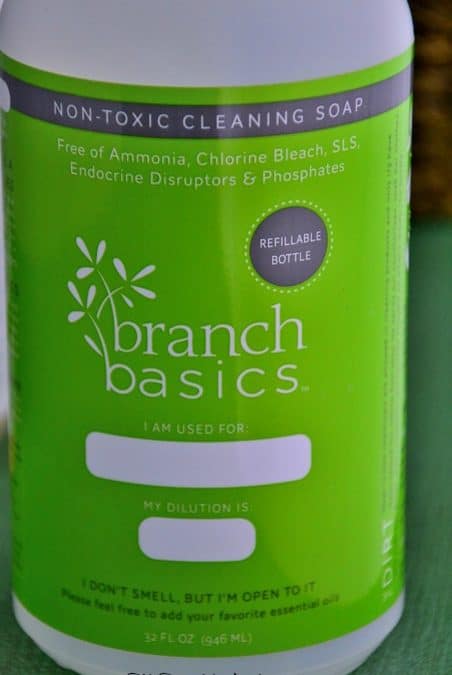 NON-TOXIC CLEANING SOAP
Free of Ammonia, Chlorine Bleach, SLS,
Endocrine Disruptors & Phosphates
REFILLABLE
BOTTLE
branch
basics™
I AM USED FOR:
MY DILUTION IS:
I DON'T SMELL, BUT I'M OPEN TO IT
Please feel free to add your favorite essential oils
32 FL OZ (946 ML)
DIRT